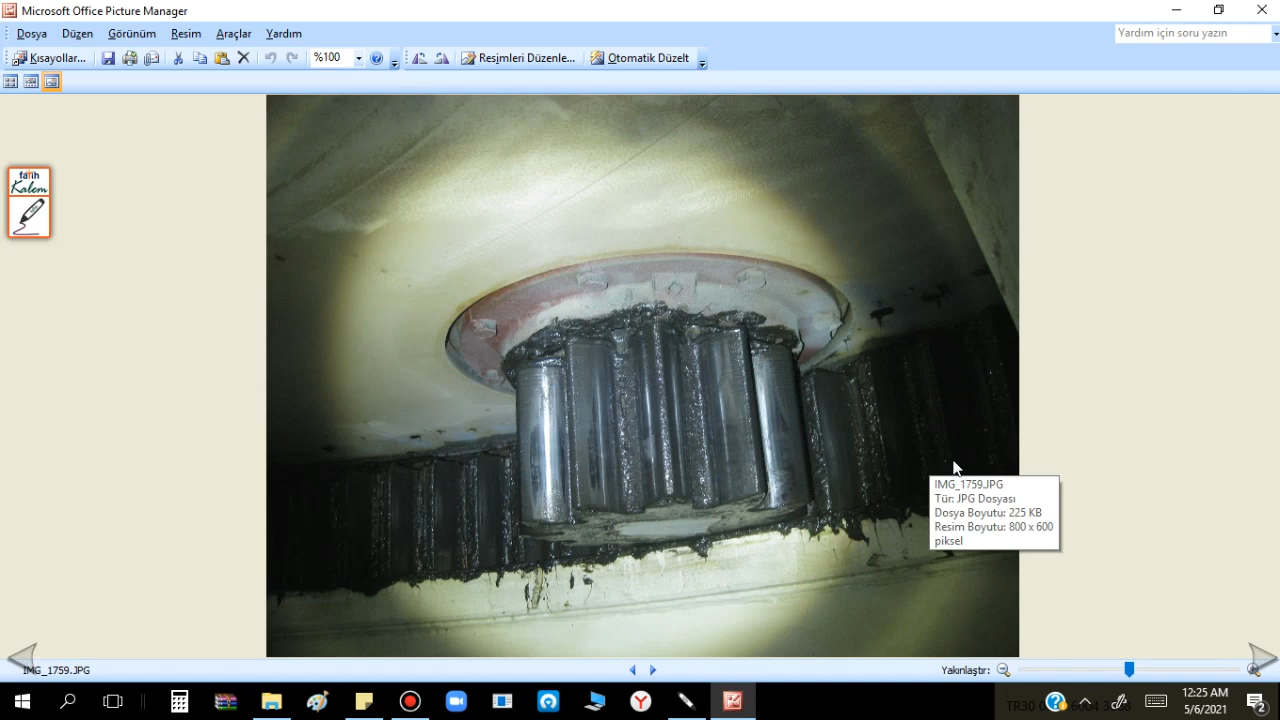 Microsoft Office Picture Manager
Dosya Düzen Görünüm Resim Araçlar Yardım
Yardım için soru yazın
Kısayollar... %100 Resimleri Düzenle... Otomatik Düzelt
fatih
Kalem
IMG_1759.JPG
Tür: JPG Dosyası
Dosya Boyutu: 225 KB
Resim Boyutu: 800 x 600
piksel
IMG_1759.JPG
Yakınlaştır:
12:25 AM
5/6/2021
2